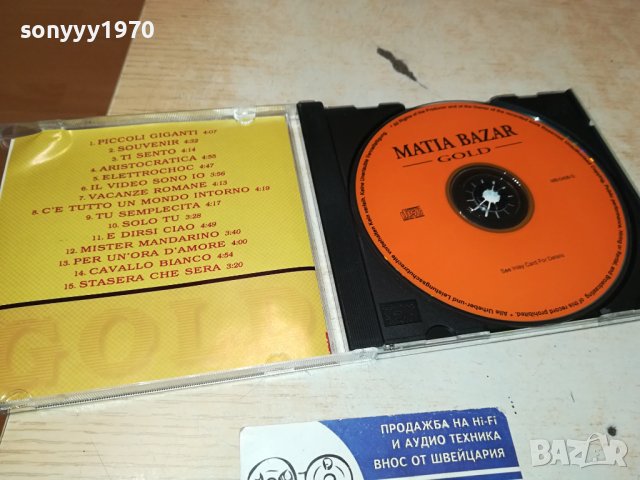 sonyyy1970
1. PICCOLI GIGANTI 4:07
2. SOUVENIR 4:32
3. TI SENTO 4:14
4. ARISTOCRATICA 4:55
5. ELETTROCHOC 4:47
6. IL VIDEO SONO IO 3:56
7. VACANZE ROMANE 4:13
8. C'E TUTTO UN MONDO INTORNO 4:19
9. TU SEMPLECITA 4:17
10. SOLO TU 3:28
11. E DIRSI CIAO 4:49
12. MISTER MANDARINO 3:40
13. PER UN'ORA D'AMORE 4:00
14. CAVALLO BIANCO 4:54
15. STASERA CHE SERA 3:20
GOLD
MATIA BAZAR
GOLD
See Inlay Card For Details
ПРОДАЖБА НА Hi-Fi
И АУДИО ТЕХНИКА
ВНОС ОТ ШВЕЙЦАРИЯ
bazar.bg